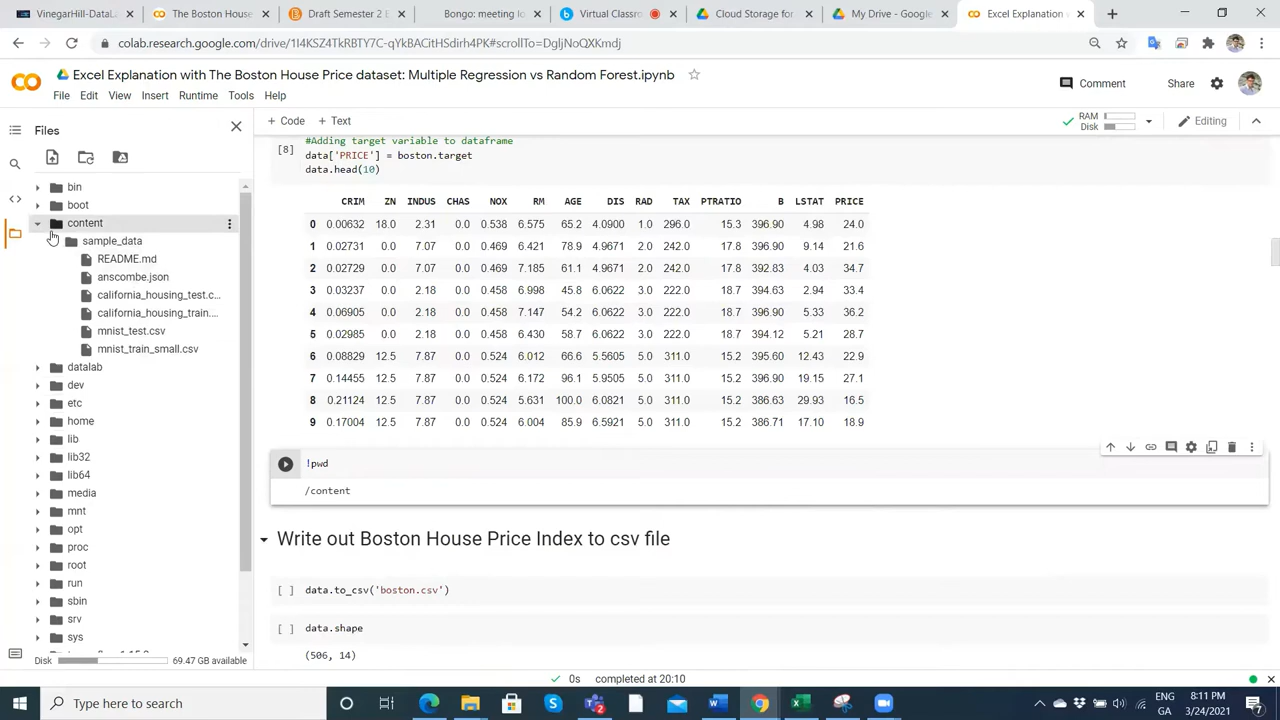 VinegarHill-DataLa
The Boston House
Draft Semester 2 E
Bongo: meeting lo
Virtual Classro
Cloud Storage for
My Drive - Google
Excel Explanation
colab.research.google.com/drive/1I4KSZ4TkRBTY7C-qYkBACitHSdirh4PK#scrollTo=DgljNoQXKmdj
Excel Explanation with The Boston House Price dataset: Multiple Regression vs Random Forest.ipynb
Comment
Share
File Edit View Insert Runtime Tools Help
Files
+ Code + Text
RAM
Disk
Editing
bin
boot
content
sample_data
README.md
anscombe.json
california_housing_test.c...
california_housing_train....
mnist_test.csv
mnist_train_small.csv
datalab
dev
etc
home
lib
lib32
lib64
media
mnt
opt
proc
root
run
sbin
srv
sys
Disk 69.47 GB available
#Adding target variable to dataframe
[8] data['PRICE'] = boston.target
data.head(10)
CRIM ZN INDUS CHAS NOX RM AGE DIS RAD TAX PTRATIO B LSTAT PRICE
0 0.00632 18.0 2.31 0.0 0.538 6.575 65.2 4.0900 1.0 296.0 15.3 396.90 4.98 24.0
1 0.02731 0.0 7.07 0.0 0.469 6.421 78.9 4.9671 2.0 242.0 17.8 396.90 9.14 21.6
2 0.02729 0.0 7.07 0.0 0.469 7.185 61.1 4.9671 2.0 242.0 17.8 392.83 4.03 34.7
3 0.03237 0.0 2.18 0.0 0.458 6.998 45.8 6.0622 3.0 222.0 18.7 394.63 2.94 33.4
4 0.06905 0.0 2.18 0.0 0.458 7.147 54.2 6.0622 3.0 222.0 18.7 396.90 5.33 36.2
5 0.02985 0.0 2.18 0.0 0.458 6.430 58.7 6.0622 3.0 222.0 18.7 394.12 5.21 28.7
6 0.08829 12.5 7.87 0.0 0.524 6.012 66.6 5.5605 5.0 311.0 15.2 395.60 12.43 22.9
7 0.14455 12.5 7.87 0.0 0.524 6.172 96.1 5.9505 5.0 311.0 15.2 396.90 19.15 27.1
8 0.21124 12.5 7.87 0.0 0.524 5.631 100.0 6.0821 5.0 311.0 15.2 386.63 29.93 16.5
9 0.17004 12.5 7.87 0.0 0.524 6.004 85.9 6.5921 5.0 311.0 15.2 386.71 17.10 18.9
!pwd
/content
Write out Boston House Price Index to csv file
[ ] data.to_csv('boston.csv')
[ ] data.shape
(506, 14)
0s completed at 20:10
Type here to search
ENG
GA
8:11 PM
3/24/2021